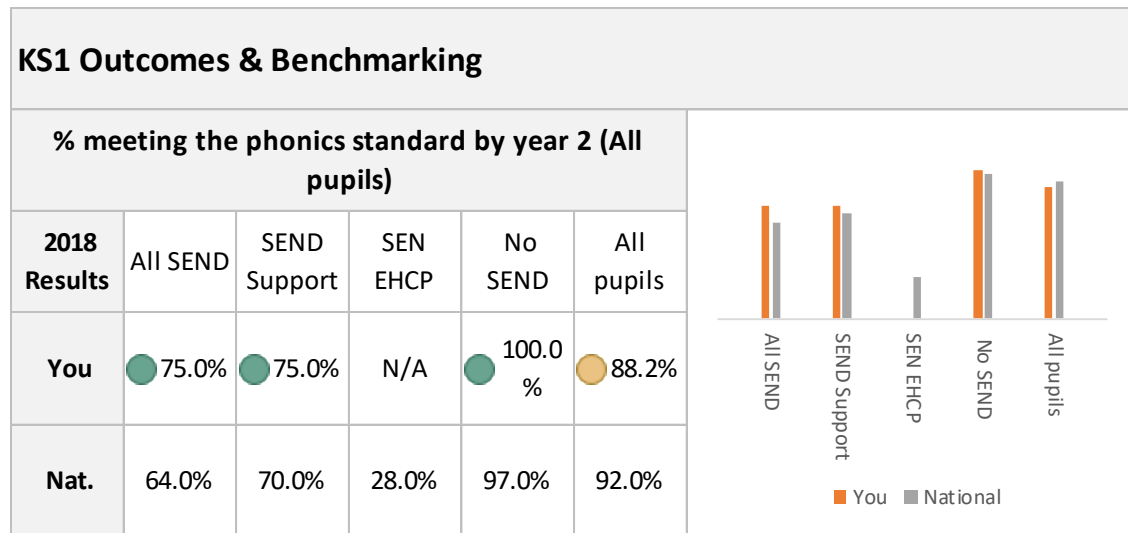 KS1 Outcomes & Benchmarking
% meeting the phonics standard by year 2 (All
pupils)
2018
Results
All SEND
SEND
Support
SEN
EHCP
No
SEND
All
pupils
You
75.0%
75.0%
N/A
100.0
%
88.2%
Nat.
64.0%
70.0%
28.0%
97.0%
92.0%
All SEND
SEND Support
SEN EHCP
No SEND
All pupils
You
National